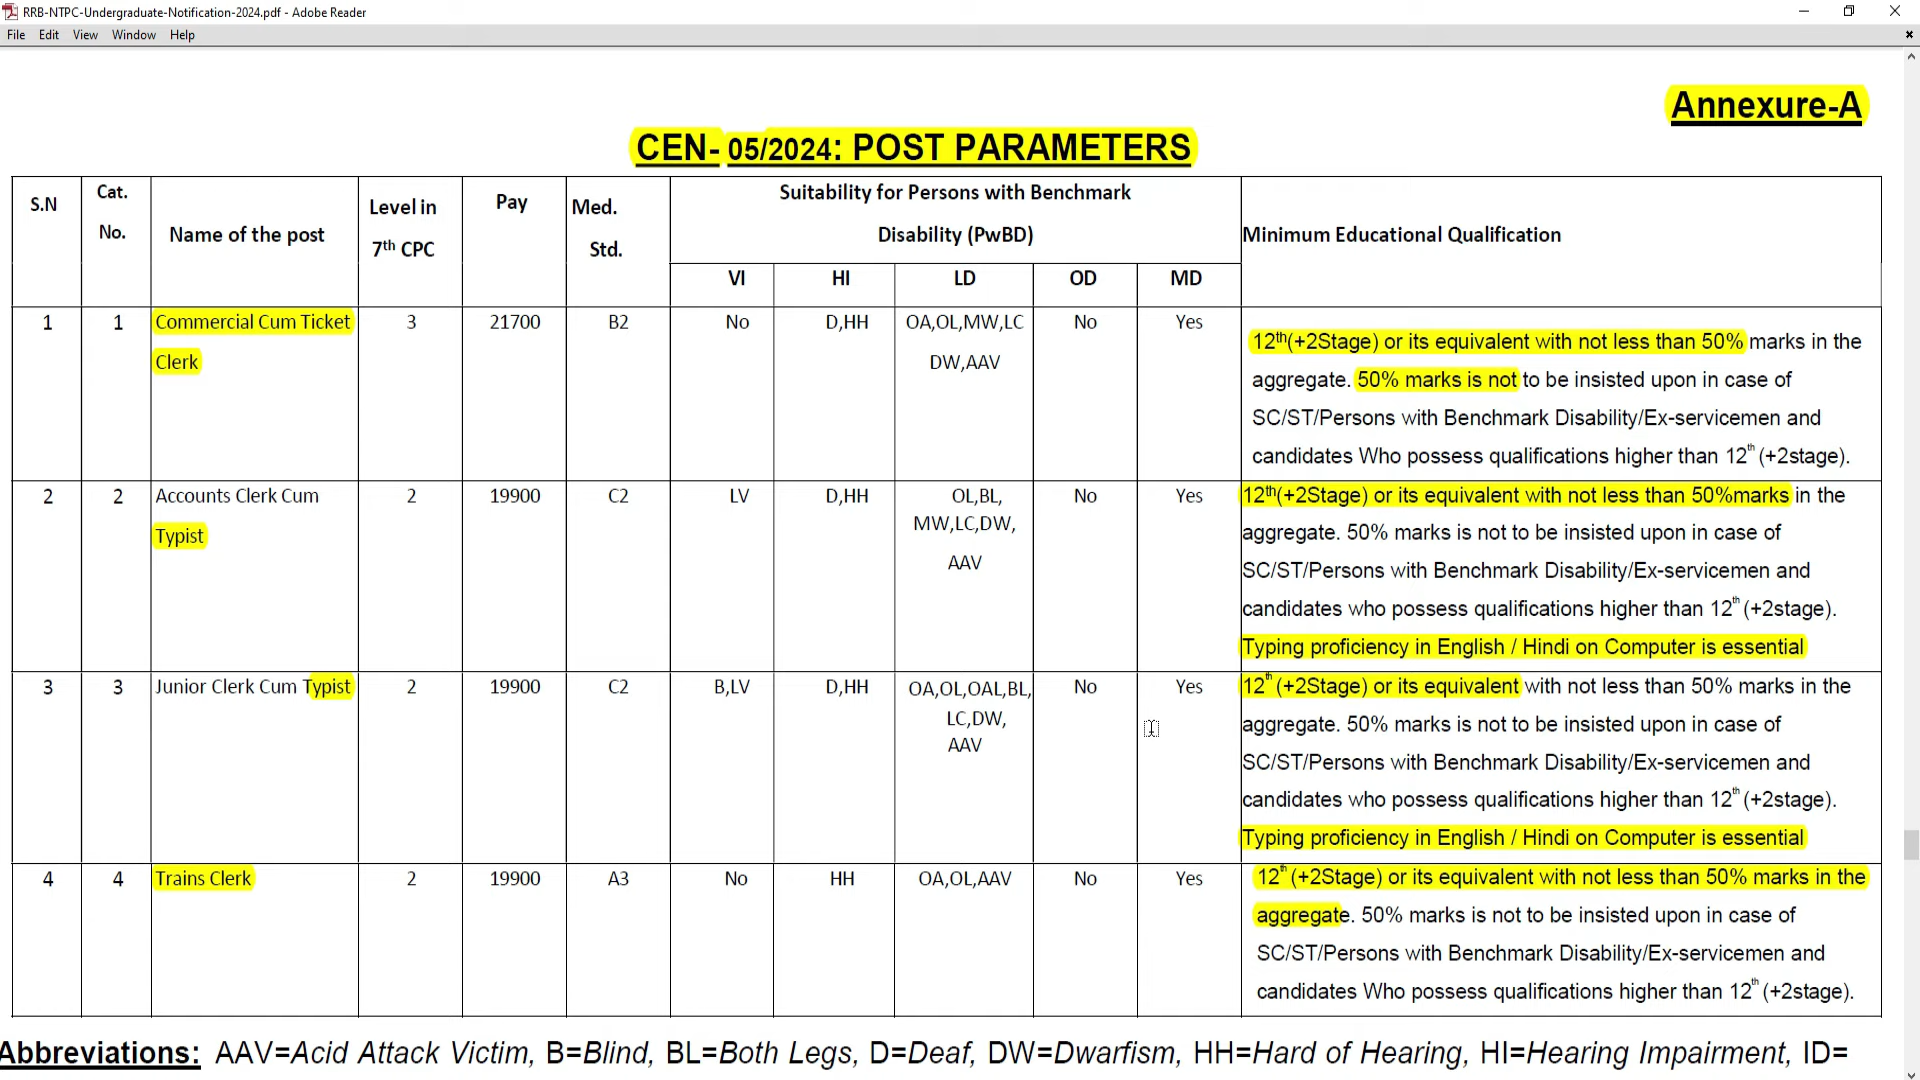 RRB-NTPC-Undergraduate-Notification-2024.pdf - Adobe Reader
File Edit View Window Help
Annexure-A
CEN- 05/2024: POST PARAMETERS
S.N
Cat.
No.
Name of the post
Level in
7th CPC
Pay
Med.
Std.
Suitability for Persons with Benchmark
Disability (PwBD)
Minimum Educational Qualification
VI HI LD OD MD
1 1 Commercial Cum Ticket
Clerk
3 21700 B2 No D,HH
OA,OL,MW,LC
DW,AAV
No Yes
12th(+2Stage) or its equivalent with not less than 50% marks in the
aggregate. 50% marks is not to be insisted upon in case of
SC/ST/Persons with Benchmark Disability/Ex-servicemen and
candidates Who possess qualifications higher than 12th (+2stage).
2 2 Accounts Clerk Cum
Typist
2 19900 C2 LV D,HH
OL,BL,
MW,LC,DW,
AAV
No Yes
12th(+2Stage) or its equivalent with not less than 50%marks in the
aggregate. 50% marks is not to be insisted upon in case of
SC/ST/Persons with Benchmark Disability/Ex-servicemen and
candidates who possess qualifications higher than 12th (+2stage).
Typing proficiency in English / Hindi on Computer is essential
3 3 Junior Clerk Cum Typist
2 19900 C2 B,LV D,HH
OA,OL,OAL,BL,
LC,DW,
AAV
No Yes
12th (+2Stage) or its equivalent with not less than 50% marks in the
aggregate. 50% marks is not to be insisted upon in case of
SC/ST/Persons with Benchmark Disability/Ex-servicemen and
candidates who possess qualifications higher than 12th (+2stage).
Typing proficiency in English / Hindi on Computer is essential
4 4 Trains Clerk
2 19900 A3 No HH OA,OL,AAV No Yes
12th (+2Stage) or its equivalent with not less than 50% marks in the
aggregate. 50% marks is not to be insisted upon in case of
SC/ST/Persons with Benchmark Disability/Ex-servicemen and
candidates Who possess qualifications higher than 12th (+2stage).
Abbreviations: AAV=Acid Attack Victim, B=Blind, BL=Both Legs, D=Deaf, DW=Dwarfism, HH=Hard of Hearing, HI=Hearing Impairment, ID=